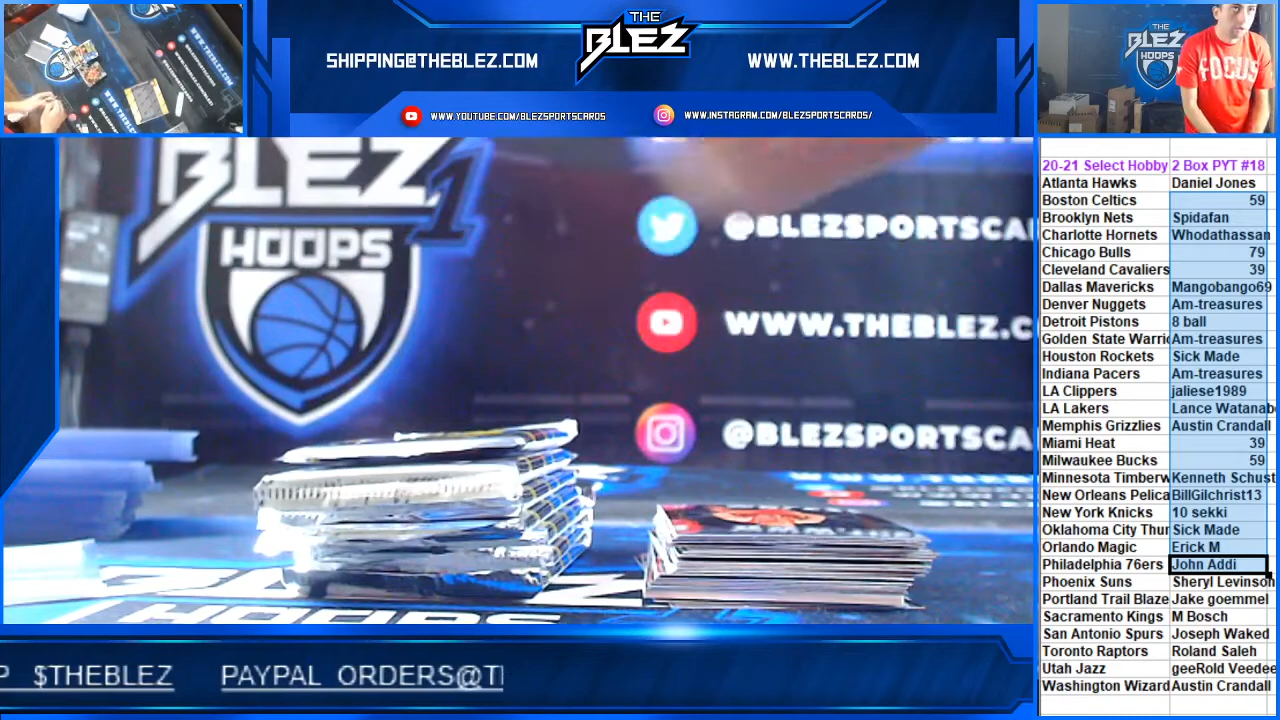 THE
BLEZ
SHIPPING@THEBLEZ.COM
WWW.THEBLEZ.COM
WWW.YOUTUBE.COM/BLEZSPORTSCARDS
WWW.INSTAGRAM.COM/BLEZSPORTSCARDS/
THE
BLEZ
HOOPS
FOCUS
BLEZ
1
HOOPS
@BLEZSPORTSCA
WWW.THEBLEZ.C
@BLEZSPORTSCA
HOOPS
P $THEBLEZ PAYPAL ORDERS@T
20-21 Select Hobby 2 Box PYT #18
Atlanta Hawks Daniel Jones
Boston Celtics 59
Brooklyn Nets Spidafan
Charlotte Hornets Whodathassan
Chicago Bulls 79
Cleveland Cavaliers 39
Dallas Mavericks Mangobango69
Denver Nuggets Am-treasures
Detroit Pistons 8 ball
Golden State Warri Am-treasures
Houston Rockets Sick Made
Indiana Pacers Am-treasures
LA Clippers jaliese1989
LA Lakers Lance Watanab
Memphis Grizzlies Austin Crandall
Miami Heat 39
Milwaukee Bucks 59
Minnesota Timberw Kenneth Schust
New Orleans Pelica BillGilchrist13
New York Knicks 10 sekki
Oklahoma City Thu Sick Made
Orlando Magic Erick M
Philadelphia 76ers John Addi
Phoenix Suns Sheryl Levinson
Portland Trail Blaze Jake goemmel
Sacramento Kings M Bosch
San Antonio Spurs Joseph Waked
Toronto Raptors Roland Saleh
Utah Jazz geeRold Veedee
Washington Wizard Austin Crandall